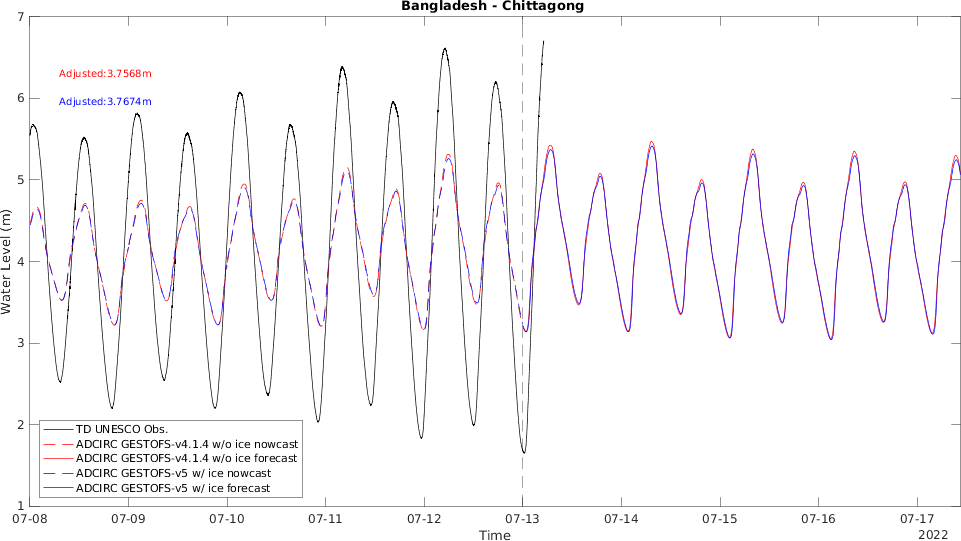 Bangladesh - Chittagong
Adjusted:3.7568m
Adjusted:3.7674m
Water Level (m)
7
6
5
4
3
2
1
TD UNESCO Obs.
ADCIRC GESTOFS-v4.1.4 w/o ice nowcast
ADCIRC GESTOFS-v4.1.4 w/o ice forecast
ADCIRC GESTOFS-v5 w/ ice nowcast
ADCIRC GESTOFS-v5 w/ ice forecast
07-08 07-09 07-10 07-11 07-12 07-13 07-14 07-15 07-16 07-17
Time
2022